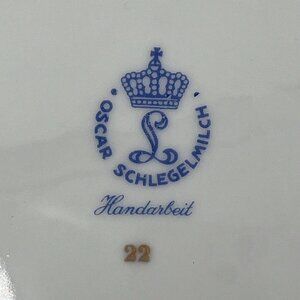 L
• OSCAR SCHLEGELMILCH •
Handarbeit
22